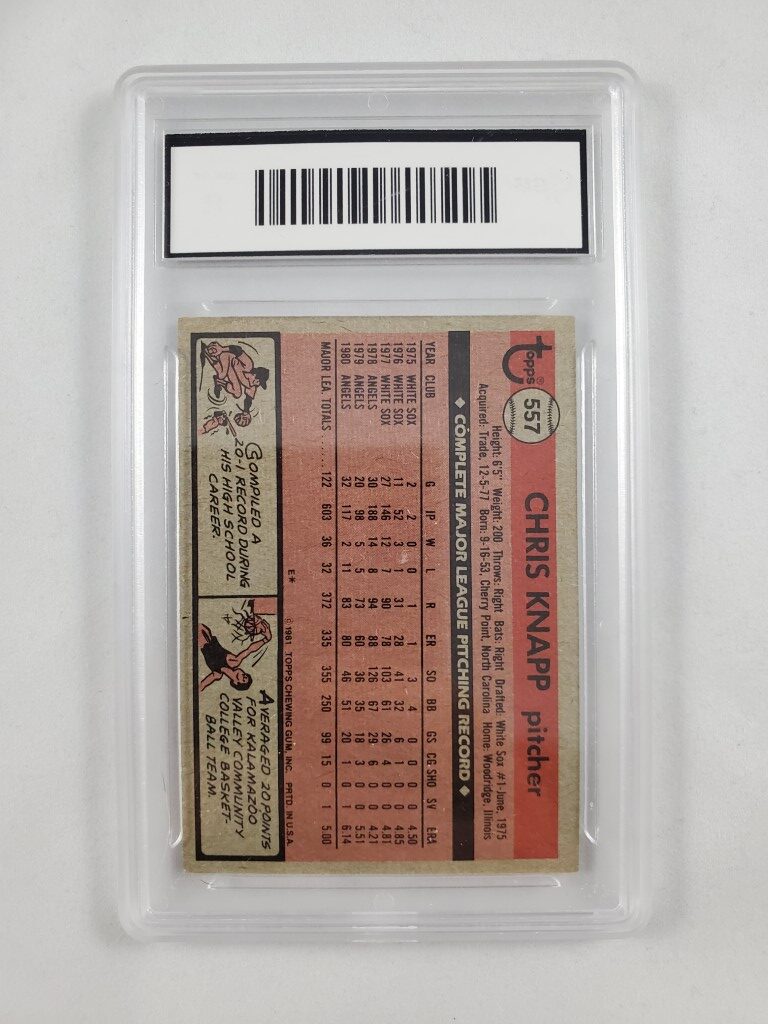 topps®
557
CHRIS KNAPP pitcher
Height: 6'5" Weight: 200 Throws: Right Bats: Right Drafted: White Sox #1-June, 1975
Acquired: Trade, 12-5-77 Born: 9-16-53, Cherry Point, North Carolina Home: Woodridge, Illinois
◆ COMPLETE MAJOR LEAGUE PITCHING RECORD ◆
YEAR CLUB G IP W L R ER SO BB GS CG SHO SV ERA
1975 WHITE SOX 2 2 0 0 1 1 3 4 0 0 0 0 4.50
1976 WHITE SOX 11 52 3 1 31 28 41 32 6 1 0 0 4.85
1977 WHITE SOX 27 146 12 7 90 78 103 61 26 4 0 0 4.81
1978 ANGELS 30 188 14 8 94 88 126 67 29 6 0 0 4.21
1979 ANGELS 20 98 5 5 73 60 36 35 18 3 0 0 5.51
1980 ANGELS 32 117 2 11 83 80 46 51 20 1 0 1 6.14
MAJOR LEA. TOTALS ...... 122 603 36 32 372 335 355 250 99 15 0 1 5.00
E* © 1981 TOPPS CHEWING GUM, INC. PRTD. IN U.S.A.
COMPILED A
20-1 RECORD DURING
HIS HIGH SCHOOL
CAREER.
AVERAGED 20 POINTS
FOR KALAMAZOO
VALLEY COMMUNITY
COLLEGE BASKET-
BALL TEAM.